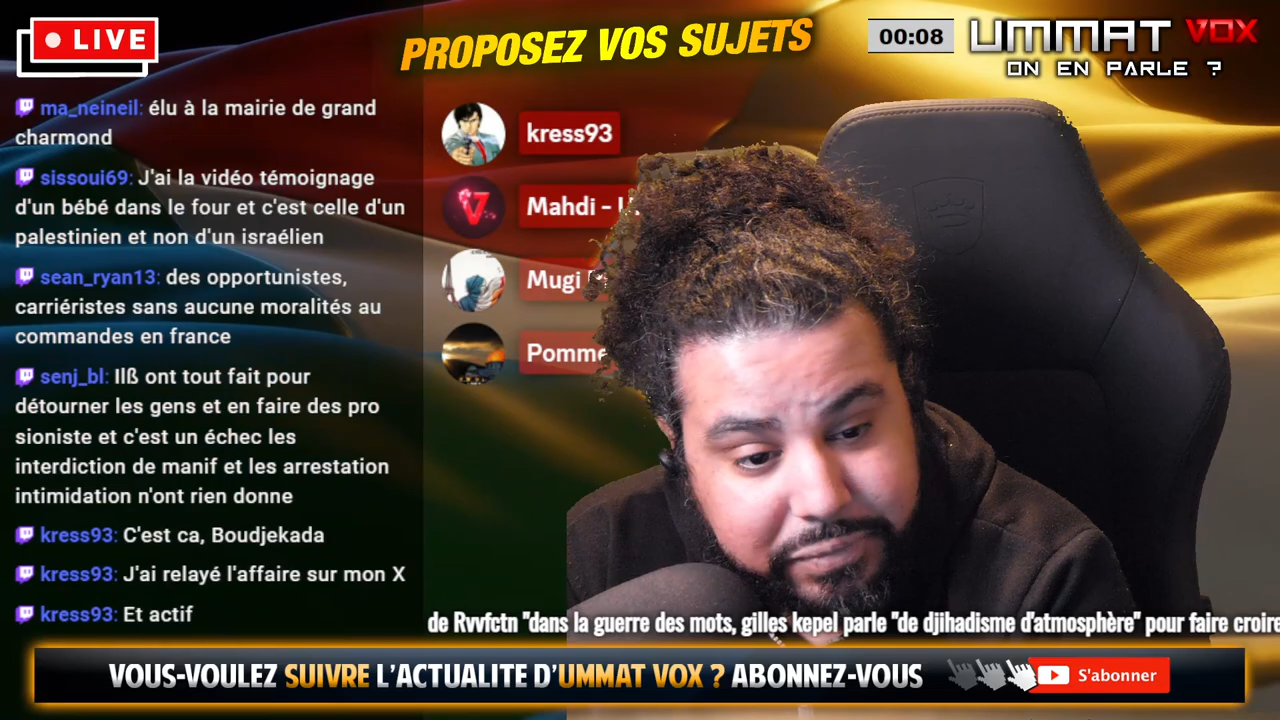 LIVE
PROPOSEZ VOS SUJETS
00:08
UMMAT VOX
ON EN PARLE ?
ma_neineil: élu à la mairie de grand
charmond
sissoui69: J'ai la vidéo témoignage
d'un bébé dans le four et c'est celle d'un
palestinien et non d'un israélien
sean_ryan13: des opportunistes,
carriéristes sans aucune moralités au
commandes en france
senj_bl: Ilß ont tout fait pour
détourner les gens et en faire des pro
sioniste et c'est un échec les
interdiction de manif et les arrestation
intimidation n'ont rien donne
kress93: C'est ca, Boudjekada
kress93: J'ai relayé l'affaire sur mon X
kress93: Et actif
kress93
Mahdi -
Mugi
Pomme
de Rvvfctn "dans la guerre des mots, gilles kepel parle "de djihadisme d'atmosphère" pour faire croire
VOUS-VOULEZ SUIVRE L'ACTUALITE D'UMMAT VOX ? ABONNEZ-VOUS
S'abonner